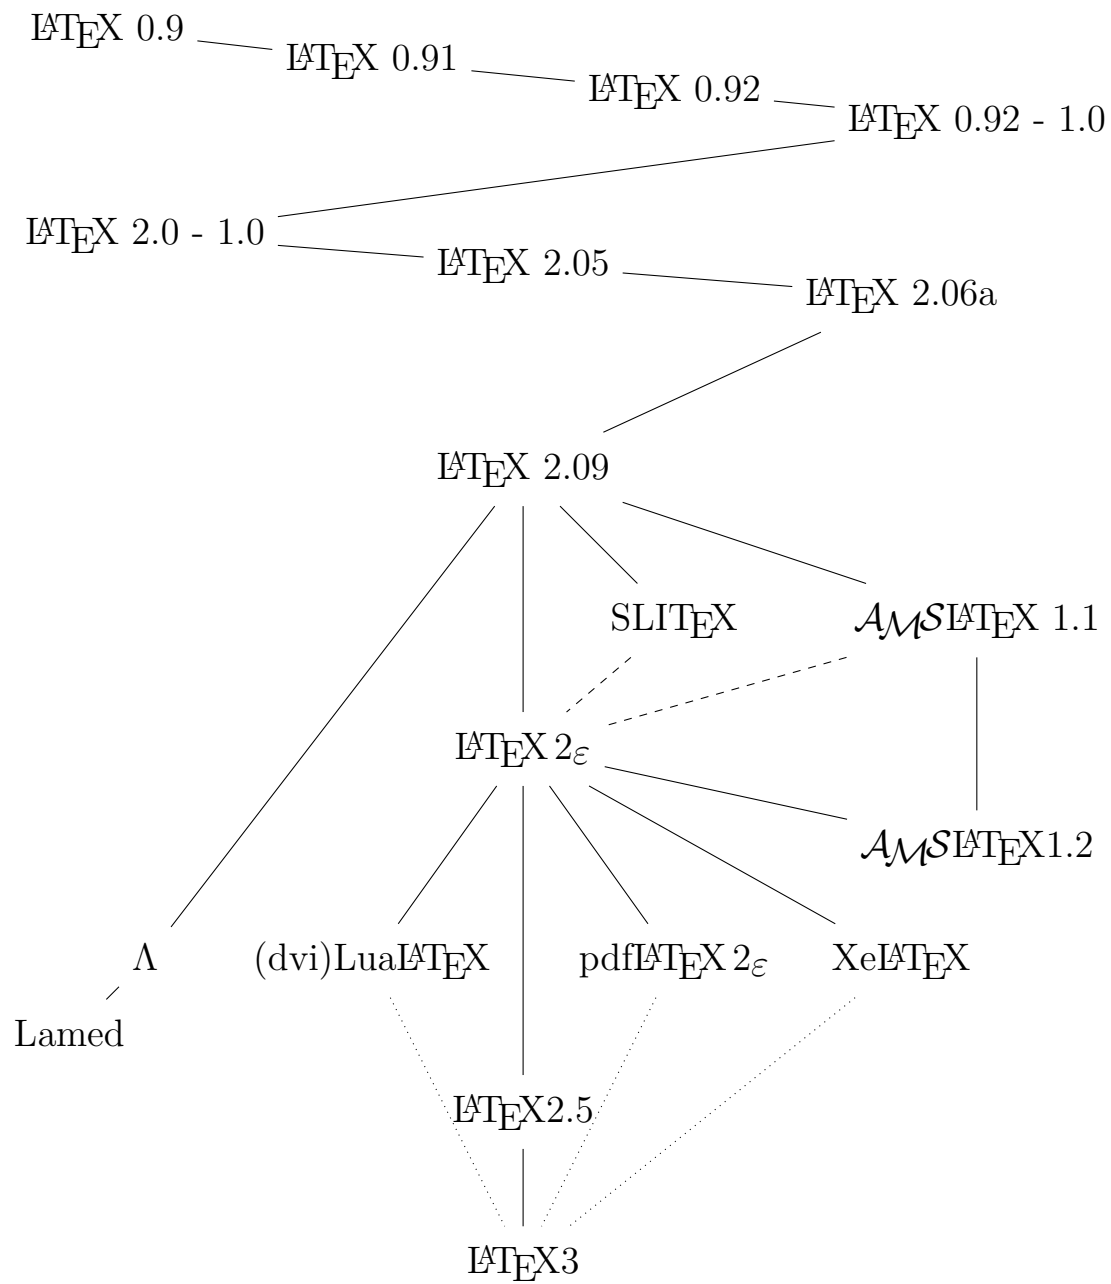 LATEX 0.9
LATEX 0.91
LATEX 0.92
LATEX 0.92 - 1.0
LATEX 2.0 - 1.0
LATEX 2.05
LATEX 2.06a
LATEX 2.09
SLITEX
AMSLATEX 1.1
LATEX 2ε
AMSLATEX1.2
Λ
(dvi)LuaLATEX
pdfLATEX 2ε
XeLATEX
Lamed
LATEX2.5
LATEX3